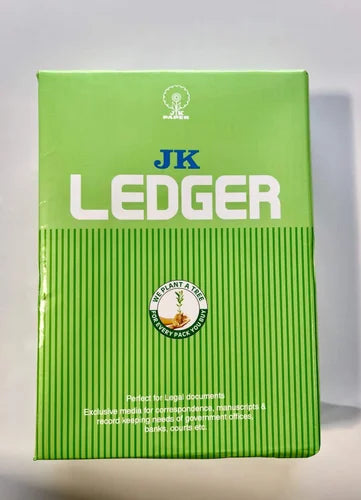 JK
PAPER
JK
LEDGER
WE PLANT A TREE
FOR EVERY PACK YOU BUY
Perfect for Legal documents
Exclusive media for correspondence, manuscripts &
record keeping needs of government offices,
banks, courts etc.